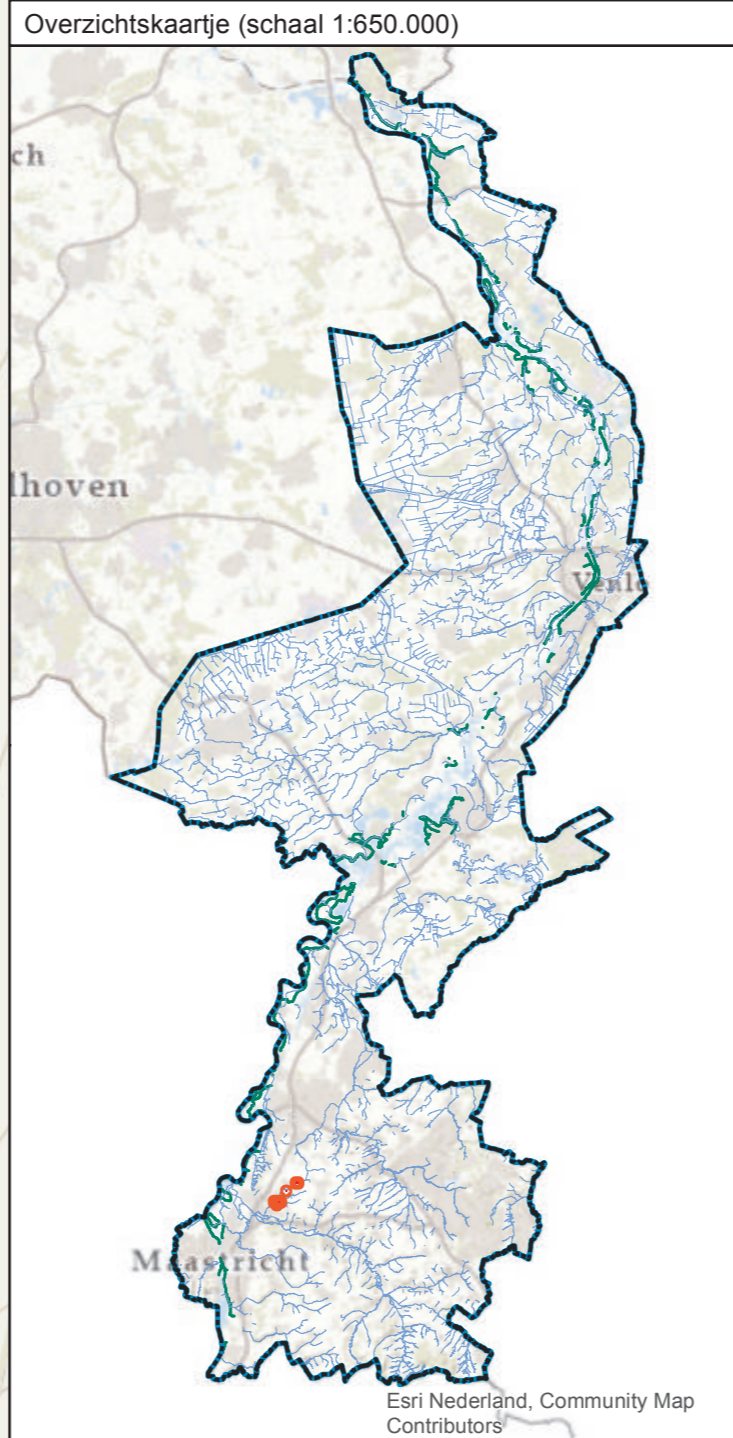 Overzichtskaartje (schaal 1:650.000)
ch
lhoven
Venlo
Maastricht
Esri Nederland, Community Map
Contributors